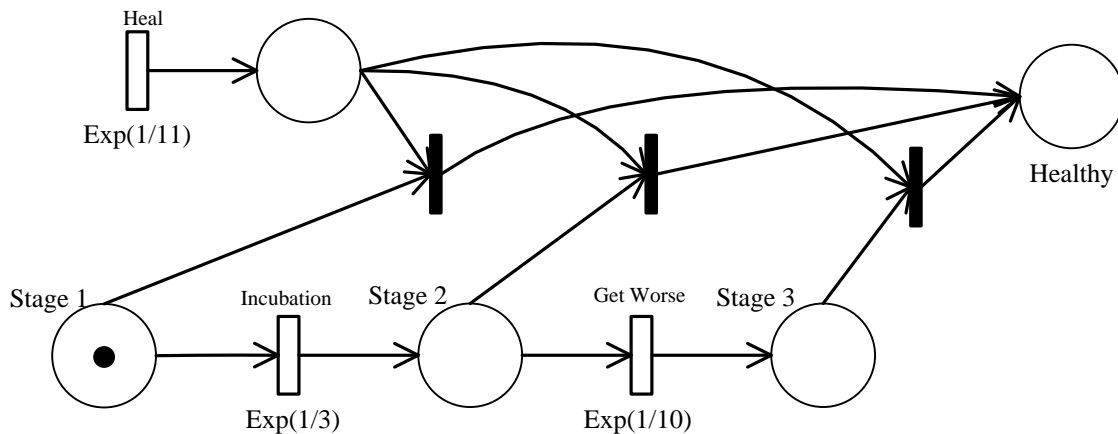 Heal
Exp(1/11)
Healthy
Stage 1
Incubation
Stage 2
Get Worse
Stage 3
Exp(1/3)
Exp(1/10)